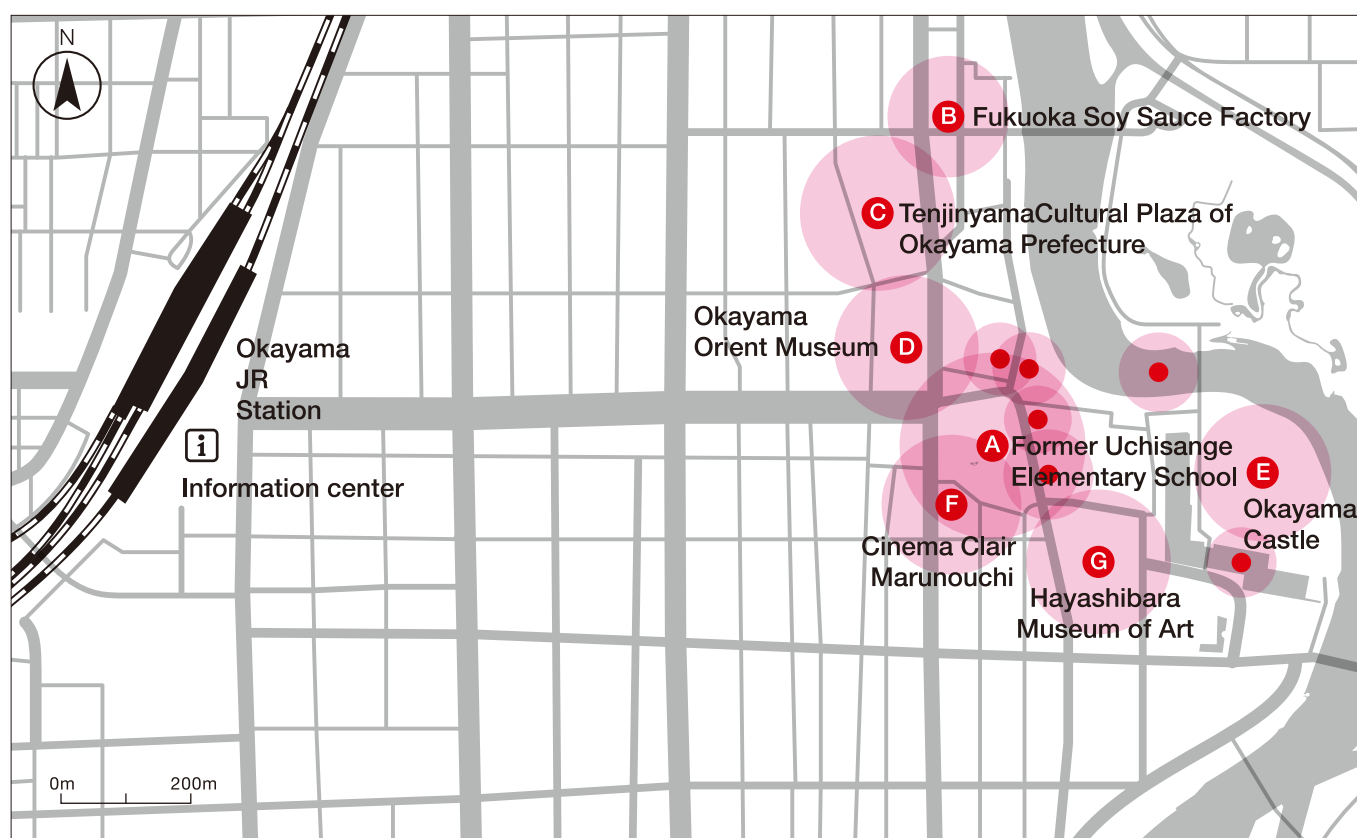 N
B Fukuoka Soy Sauce Factory
C TenjinyamaCultural Plaza of
Okayama Prefecture
Okayama
Orient Museum D
Okayama
JR
Station
i
Information center
A Former Uchisange
Elementary School
E
Okayama
Castle
F
Cinema Clair
Marunouchi
G
Hayashibara
Museum of Art
0m 200m